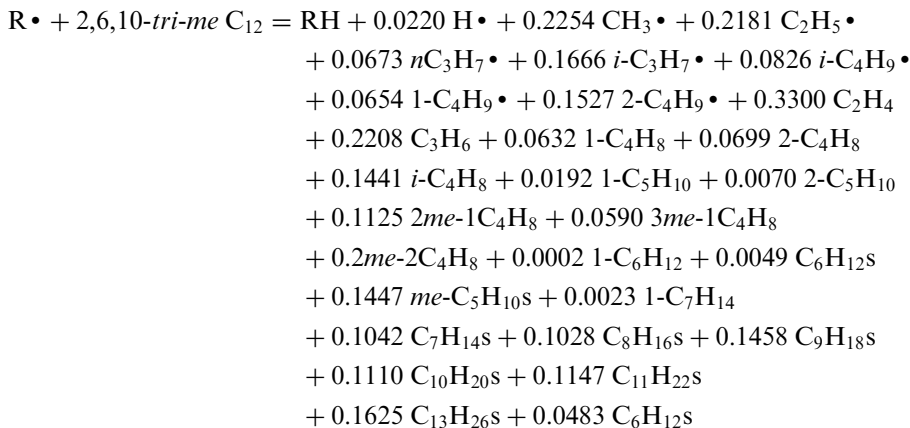 R• + 2,6,10-tri-me C₁₂ = RH + 0.0220 H• + 0.2254 CH₃• + 0.2181 C₂H₅•
+ 0.0673 nC₃H₇• + 0.1666 i-C₃H₇• + 0.0826 i-C₄H₉•
+ 0.0654 1-C₄H₉• + 0.1527 2-C₄H₉• + 0.3300 C₂H₄
+ 0.2208 C₃H₆ + 0.0632 1-C₄H₈ + 0.0699 2-C₄H₈
+ 0.1441 i-C₄H₈ + 0.0192 1-C₅H₁₀ + 0.0070 2-C₅H₁₀
+ 0.1125 2me-1C₄H₈ + 0.0590 3me-1C₄H₈
+ 0.2me-2C₄H₈ + 0.0002 1-C₆H₁₂ + 0.0049 C₆H₁₂s
+ 0.1447 me-C₅H₁₀s + 0.0023 1-C₇H₁₄
+ 0.1042 C₇H₁₄s + 0.1028 C₈H₁₆s + 0.1458 C₉H₁₈s
+ 0.1110 C₁₀H₂₀s + 0.1147 C₁₁H₂₂s
+ 0.1625 C₁₃H₂₆s + 0.0483 C₆H₁₂s